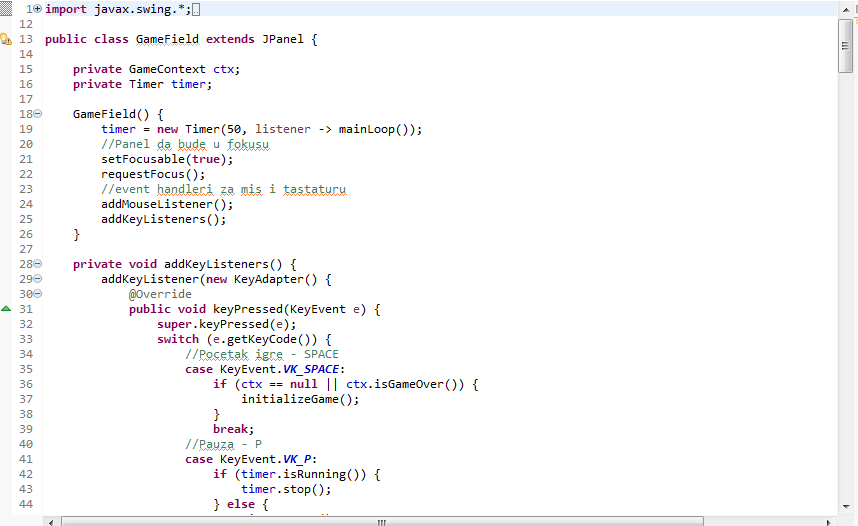 1 import javax.swing.*;
12
13 public class GameField extends JPanel {
14
15     private GameContext ctx;
16     private Timer timer;
17
18     GameField() {
19         timer = new Timer(50, listener -> mainLoop());
20         //Panel da bude u fokusu
21         setFocusable(true);
22         requestFocus();
23         //event handleri za mis i tastaturu
24         addMouseListener();
25         addKeyListeners();
26     }
27
28     private void addKeyListeners() {
29         addKeyListener(new KeyAdapter() {
30             @Override
31             public void keyPressed(KeyEvent e) {
32                 super.keyPressed(e);
33                 switch (e.getKeyCode()) {
34                     //Pocetak igre - SPACE
35                     case KeyEvent.VK_SPACE:
36                         if (ctx == null || ctx.isGameOver()) {
37                             initializeGame();
38                         }
39                         break;
40                     //Pauza - P
41                     case KeyEvent.VK_P:
42                         if (timer.isRunning()) {
43                             timer.stop();
44                         } else {